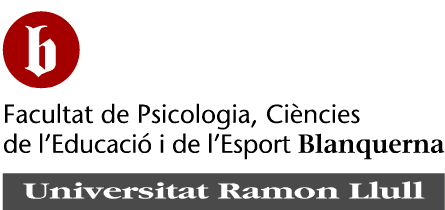 b
Facultat de Psicologia, Ciències
de l'Educació i de l'Esport Blanquerna
Universitat Ramon Llull